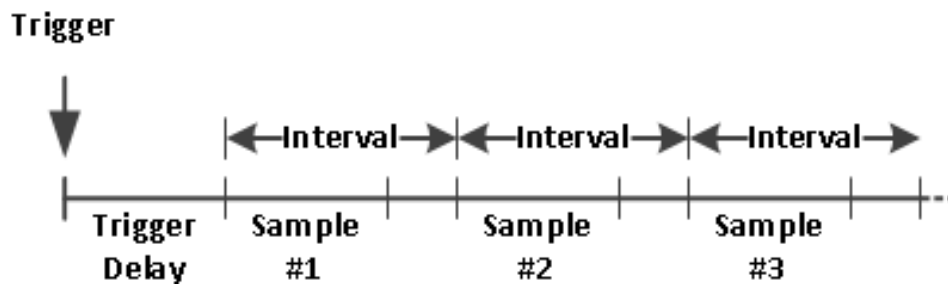 Trigger
Interval Interval Interval
Trigger Sample Sample Sample
Delay #1 #2 #3